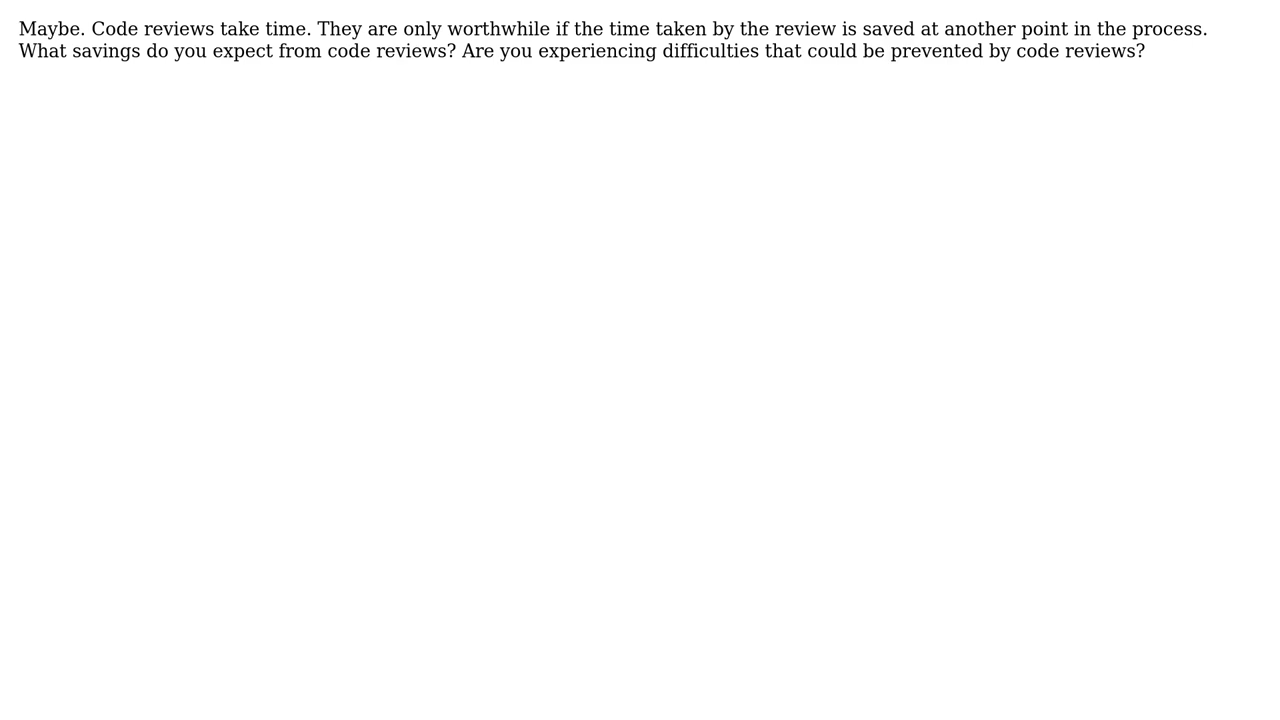 Maybe. Code reviews take time. They are only worthwhile if the time taken by the review is saved at another point in the process.
What savings do you expect from code reviews? Are you experiencing difficulties that could be prevented by code reviews?